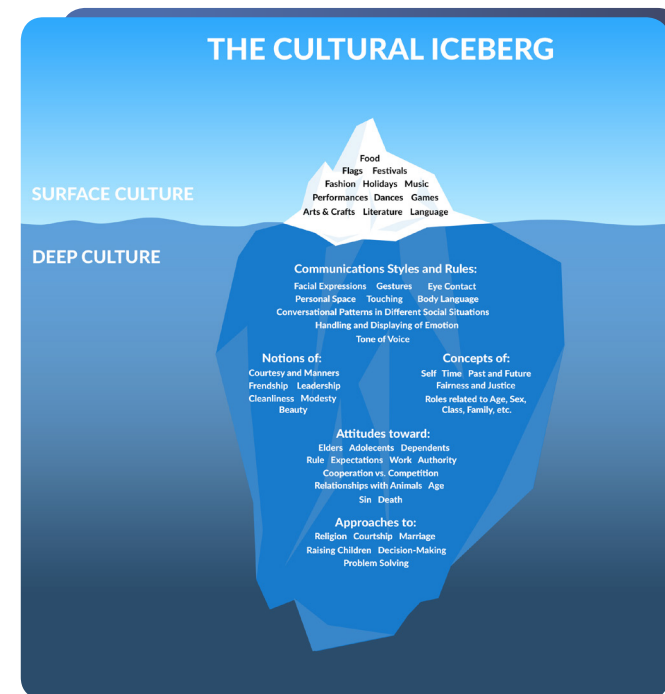 THE CULTURAL ICEBERG
Food
Flags Festivals
Fashion Holidays Music
Performances Dances Games
Arts & Crafts Literature Language
SURFACE CULTURE
DEEP CULTURE
Communications Styles and Rules:
Facial Expressions Gestures Eye Contact
Personal Space Touching Body Language
Conversational Patterns in Different Social Situations
Handling and Displaying of Emotion
Tone of Voice
Notions of:
Courtesy and Manners
Frendship Leadership
Cleanliness Modesty
Beauty
Concepts of:
Self Time Past and Future
Fairness and Justice
Roles related to Age, Sex,
Class, Family, etc.
Attitudes toward:
Elders Adolecents Dependents
Rule Expectations Work Authority
Cooperation vs. Competition
Relationships with Animals Age
Sin Death
Approaches to:
Religion Courtship Marriage
Raising Children Decision-Making
Problem Solving